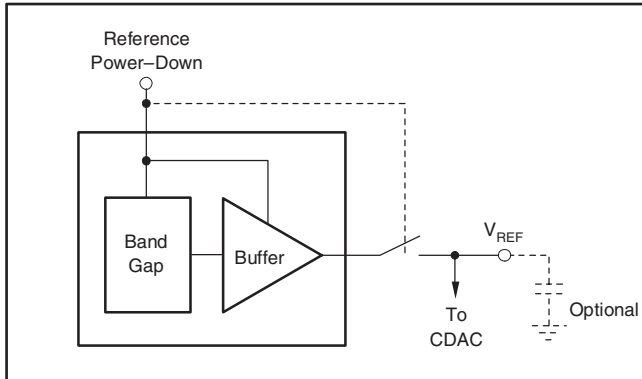 Reference
Power–Down
Band
Gap
Buffer
VREF
To
CDAC
Optional